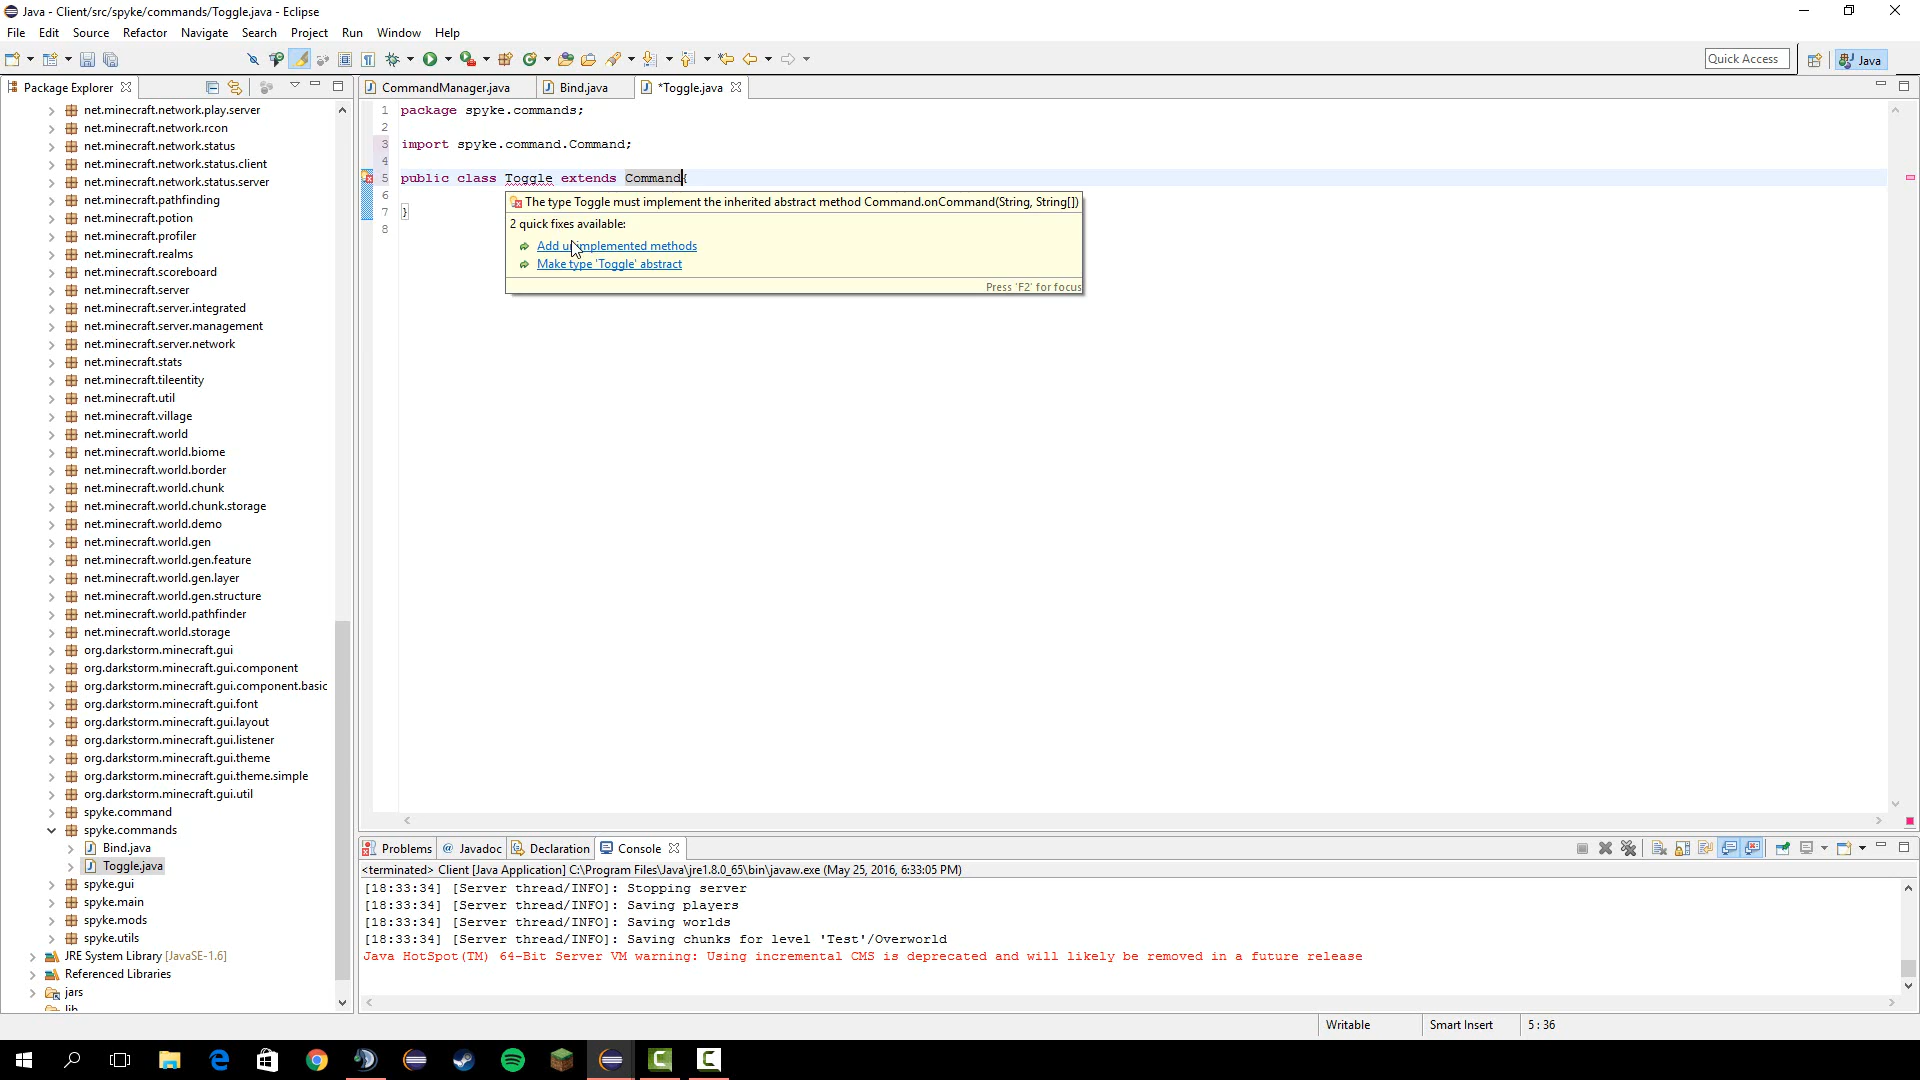 Java - Client/src/spyke/commands/Toggle.java - Eclipse
File Edit Source Refactor Navigate Search Project Run Window Help
Quick Access
Java
Package Explorer
CommandManager.java
Bind.java
*Toggle.java
net.minecraft.network.play.server
net.minecraft.network.rcon
net.minecraft.network.status
net.minecraft.network.status.client
net.minecraft.network.status.server
net.minecraft.pathfinding
net.minecraft.potion
net.minecraft.profiler
net.minecraft.realms
net.minecraft.scoreboard
net.minecraft.server
net.minecraft.server.integrated
net.minecraft.server.management
net.minecraft.server.network
net.minecraft.stats
net.minecraft.tileentity
net.minecraft.util
net.minecraft.village
net.minecraft.world
net.minecraft.world.biome
net.minecraft.world.border
net.minecraft.world.chunk
net.minecraft.world.chunk.storage
net.minecraft.world.demo
net.minecraft.world.gen
net.minecraft.world.gen.feature
net.minecraft.world.gen.layer
net.minecraft.world.gen.structure
net.minecraft.world.pathfinder
net.minecraft.world.storage
org.darkstorm.minecraft.gui
org.darkstorm.minecraft.gui.component
org.darkstorm.minecraft.gui.component.basic
org.darkstorm.minecraft.gui.font
org.darkstorm.minecraft.gui.layout
org.darkstorm.minecraft.gui.listener
org.darkstorm.minecraft.gui.theme
org.darkstorm.minecraft.gui.theme.simple
org.darkstorm.minecraft.gui.util
spyke.command
spyke.commands
Bind.java
Toggle.java
spyke.gui
spyke.main
spyke.mods
spyke.utils
JRE System Library [JavaSE-1.6]
Referenced Libraries
jars
lib
1 package spyke.commands;
2
3 import spyke.command.Command;
4
5 public class Toggle extends Command{
6
7 }
8
The type Toggle must implement the inherited abstract method Command.onCommand(String, String[])
2 quick fixes available:
Add unimplemented methods
Make type 'Toggle' abstract
Press 'F2' for focus
Problems Javadoc Declaration Console
<terminated> Client [Java Application] C:\Program Files\Java\jre1.8.0_65\bin\javaw.exe (May 25, 2016, 6:33:05 PM)
[18:33:34] [Server thread/INFO]: Stopping server
[18:33:34] [Server thread/INFO]: Saving players
[18:33:34] [Server thread/INFO]: Saving worlds
[18:33:34] [Server thread/INFO]: Saving chunks for level 'Test'/Overworld
Java HotSpot(TM) 64-Bit Server VM warning: Using incremental CMS is deprecated and will likely be removed in a future release
Writable
Smart Insert
5 : 36